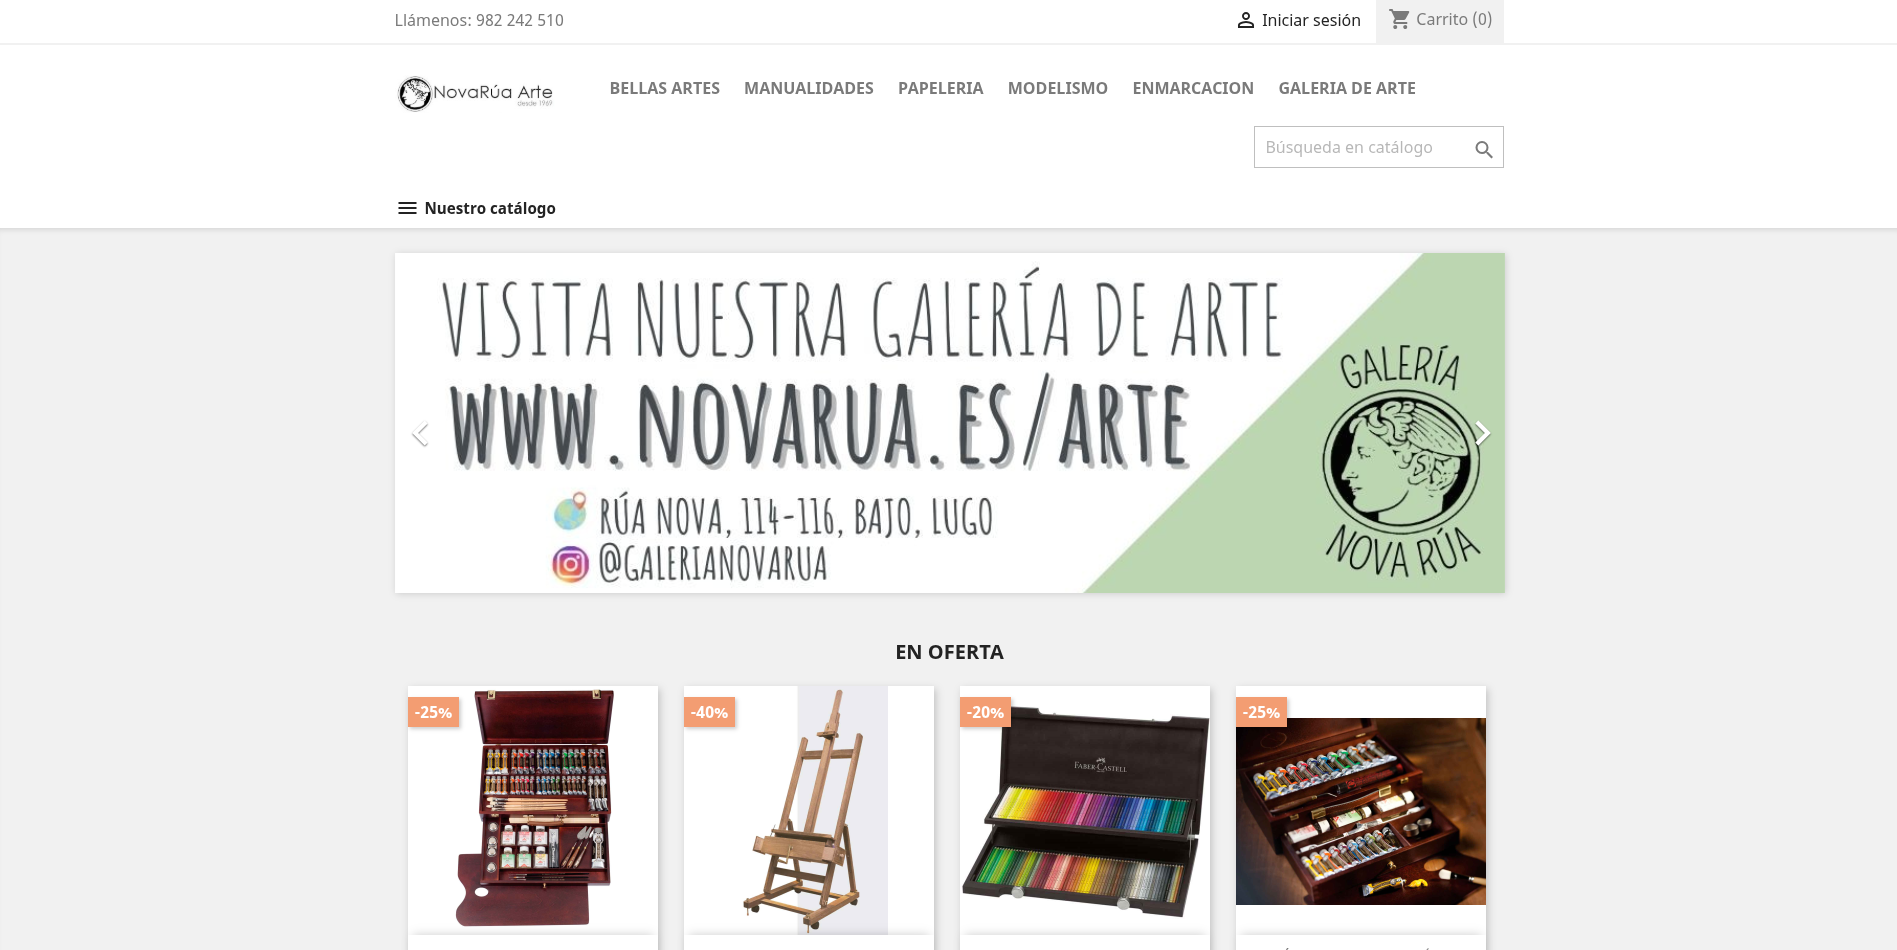 Llámenos: 982 242 510
Iniciar sesión
Carrito (0)
NovaRúa Arte
desde 1969
BELLAS ARTES
MANUALIDADES
PAPELERIA
MODELISMO
ENMARCACION
GALERIA DE ARTE
Búsqueda en catálogo
Nuestro catálogo
VISITA NUESTRA GALERÍA DE ARTE
WWW.NOVARUA.ES/ARTE
RÚA NOVA, 114-116, BAJO, LUGO
@GALERIANOVARUA
GALERÍA
NOVA RÚA
EN OFERTA
-25%
-40%
-20%
-25%
FABER-CASTELL